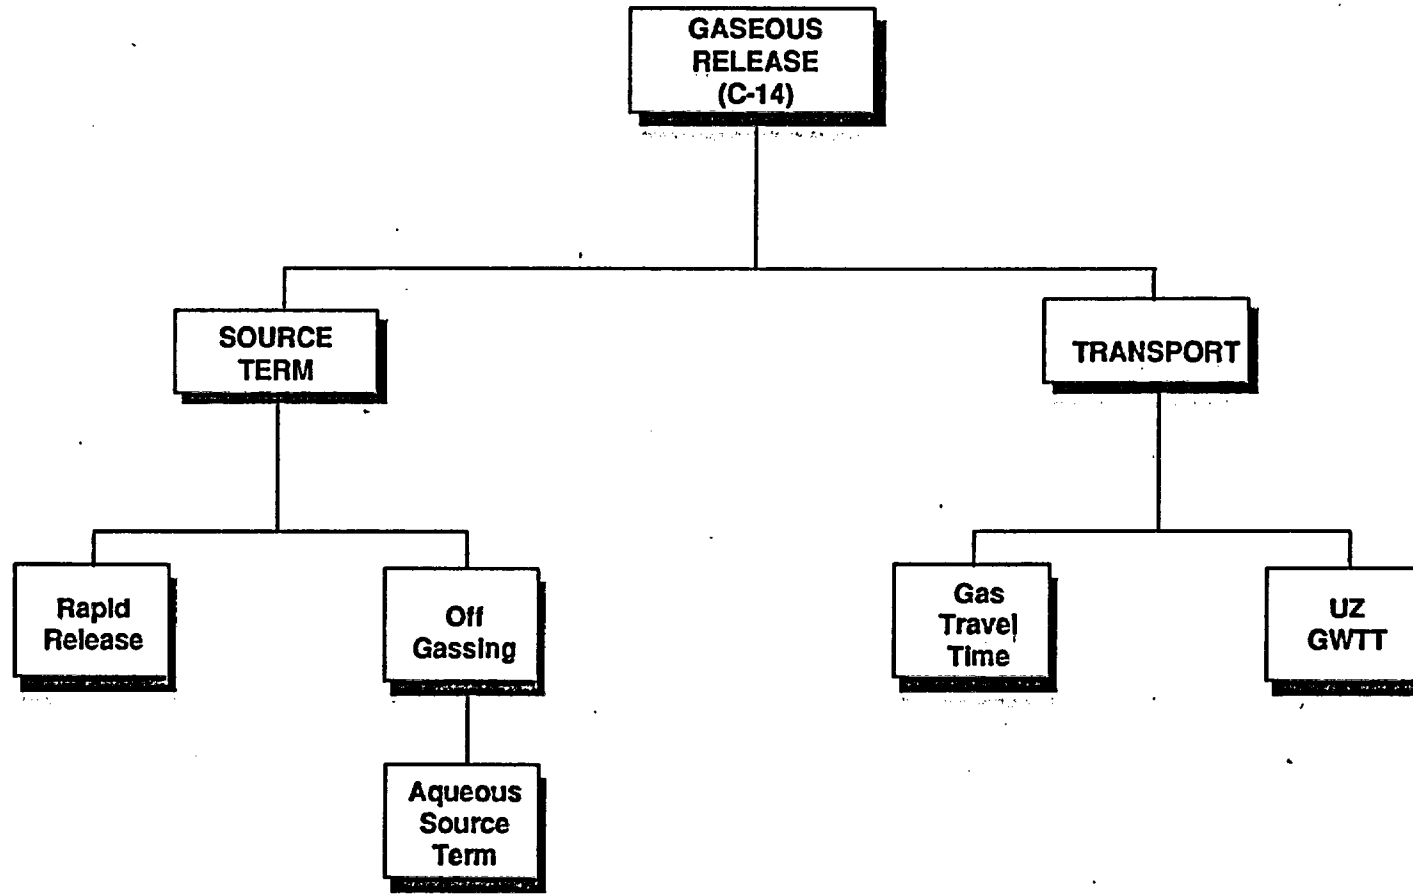 GASEOUS
RELEASE
(C-14)
SOURCE
TERM
TRANSPORT
Rapid
Release
Off
Gassing
Gas
Travel
Time
UZ
GWTT
Aqueous
Source
Term